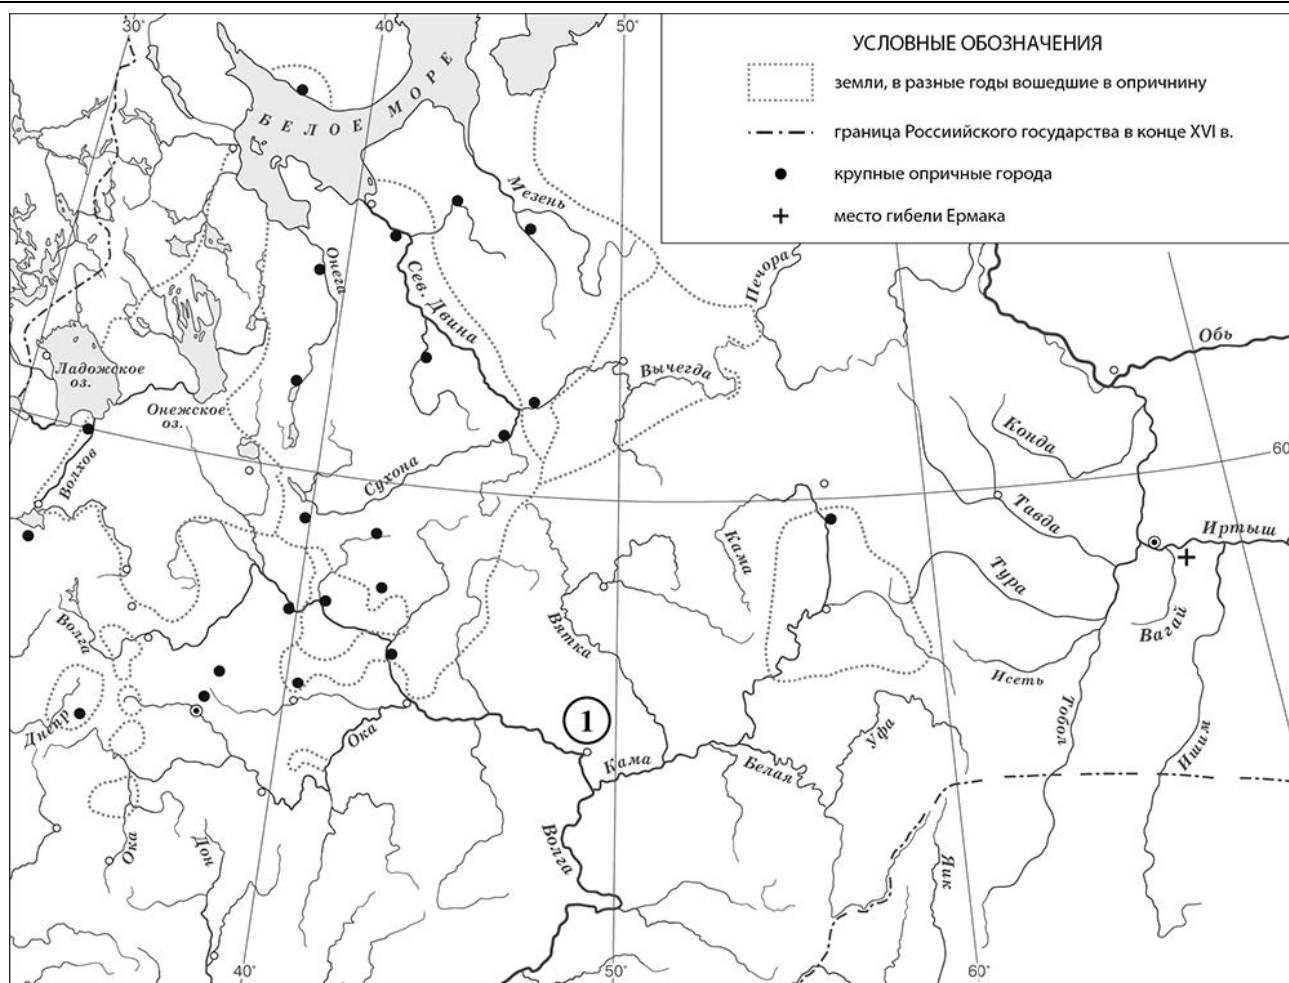 30°
40°
50°
УСЛОВНЫЕ ОБОЗНАЧЕНИЯ
земли, в разные годы вошедшие в опричнину
граница Россиийского государства в конце XVI в.
крупные опричные города
место гибели Ермака
БЕЛОЕ МОРЕ
Мезень
Онега
Сев. Двина
Печора
Обь
Ладожское
оз.
Вычегда
Онежское
оз.
Конда
60
Волхов
Сухона
Тавда
Кама
Иртыш
Тура
Волга
Вятка
Вагай
Исеть
Днепр
Ока
1
Уфа
Тобол
Ишим
Кама
Белая
Ока
Дон
Волга
Яик
40°
50°
60°